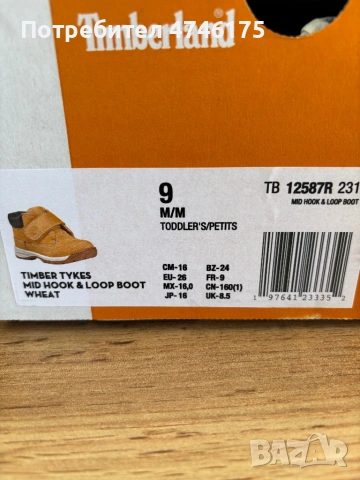 Потребител 4746175
Timberland
9
M/M
TODDLER'S/PETITS
TB 12587R 231
MID HOOK & LOOP BOOT
TIMBER TYKES
MID HOOK & LOOP BOOT
WHEAT
CM-16 BZ-24
EU-26 FR-9
MX-16,0 CN-160(1)
JP-16 UK-8.5
1 97641 23335 2
BAZAR